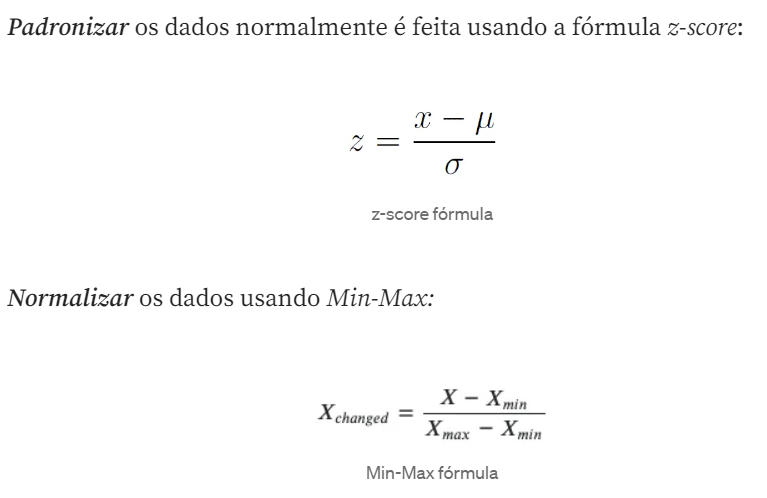 Padronizar os dados normalmente é feita usando a fórmula z-score:
z = \frac{x - \mu}{\sigma}
z-score fórmula
Normalizar os dados usando Min-Max:
X_{changed} = \frac{X - X_{min}}{X_{max} - X_{min}}
Min-Max fórmula